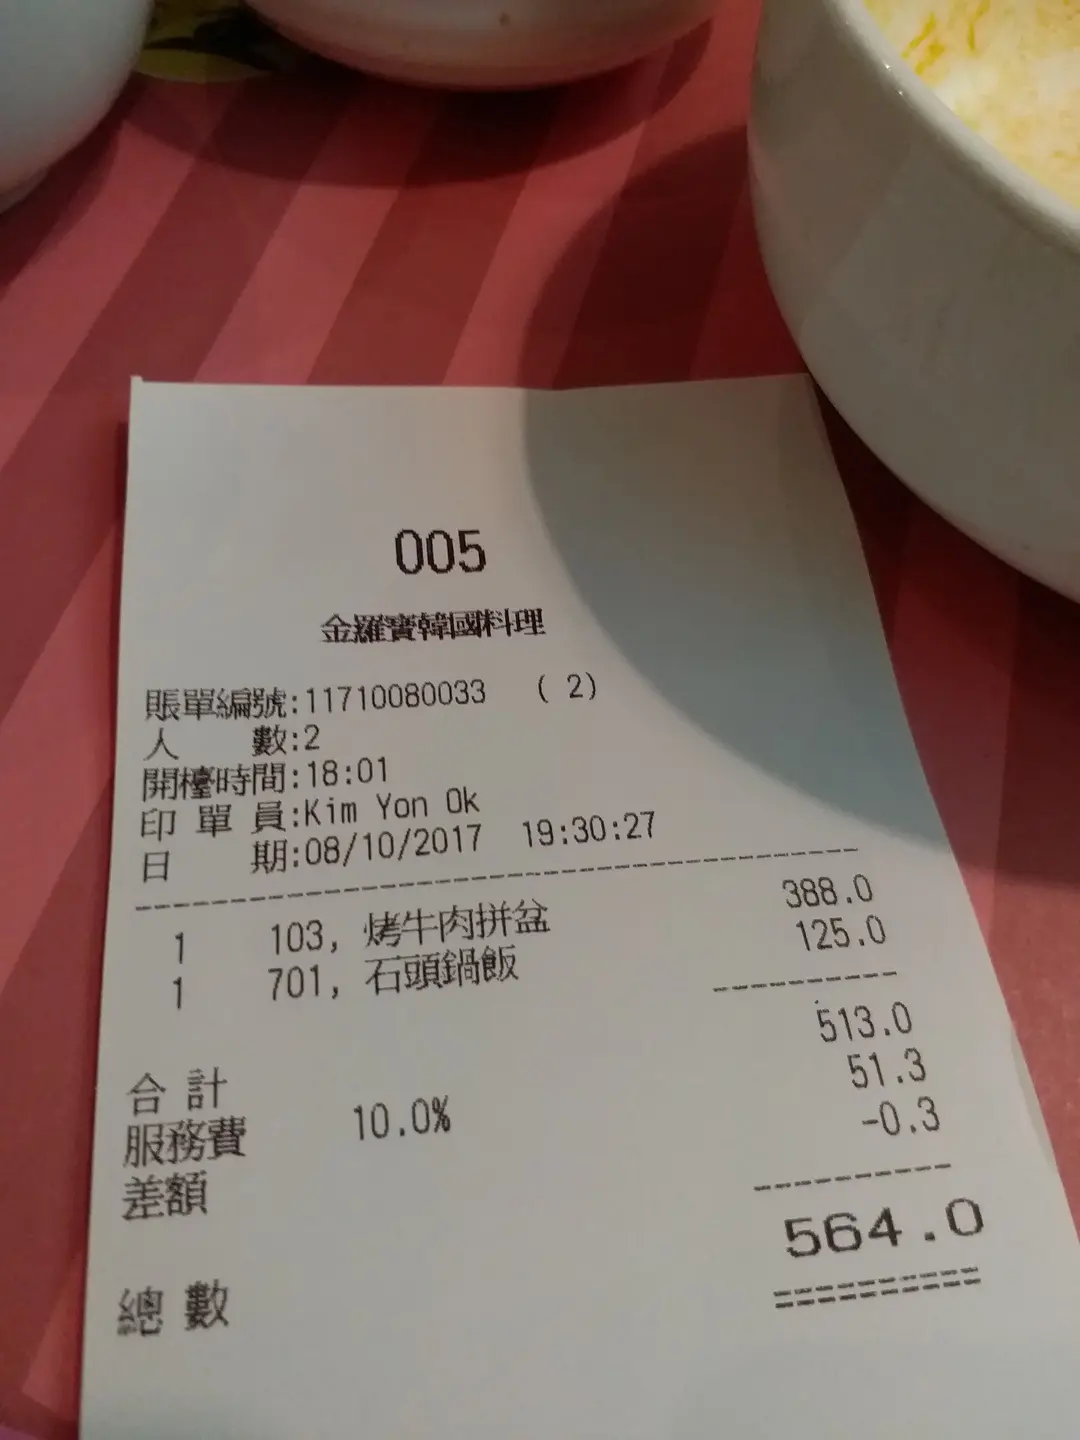 005
金羅寶韓國料理
賬單編號:11710080033 ( 2)
人 數:2
開檯時間:18:01
印 單 員:Kim Yon Ok
日 期:08/10/2017 19:30:27
1 103, 烤牛肉拼盆 388.0
1 701, 石頭鍋飯 125.0
合 計 513.0
服務費 10.0% 51.3
差額 -0.3
總 數 564.0